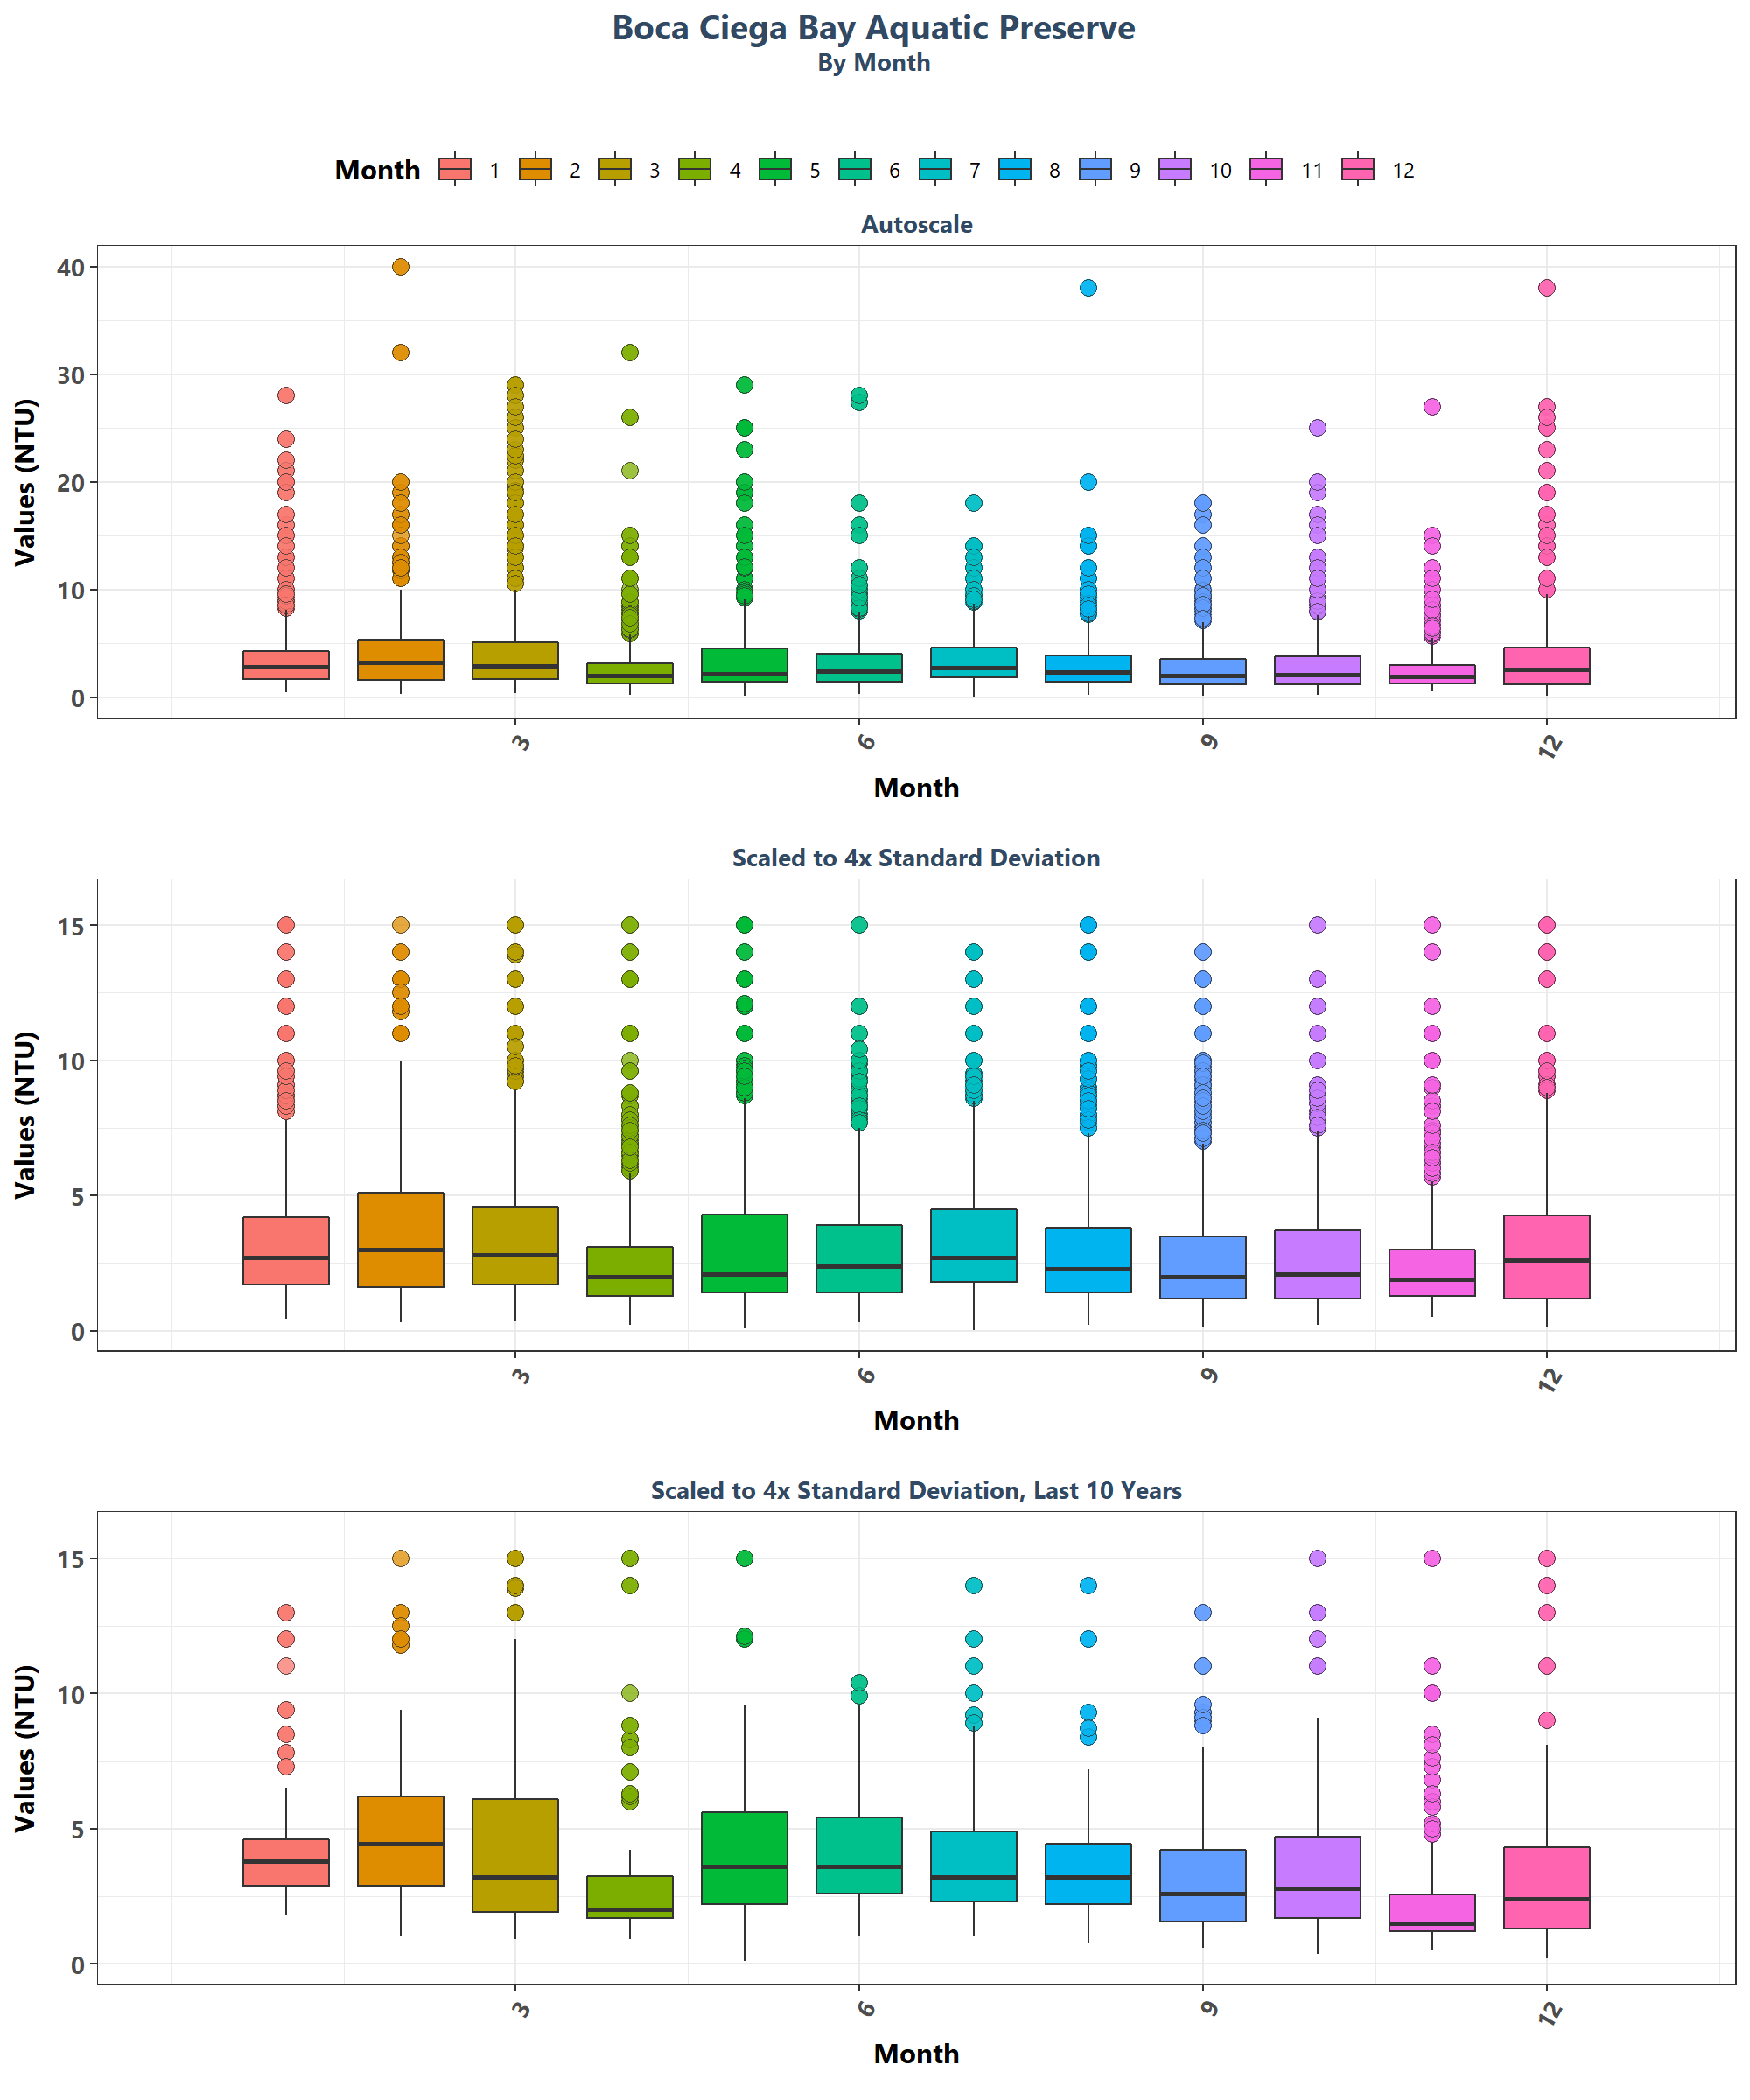 Boca Ciega Bay Aquatic Preserve
By Month
Month 1 2 3 4 5 6 7 8 9 10 11 12
Autoscale
Values (NTU)
40
30
20
10
0
3 6 9 12
Month
Scaled to 4x Standard Deviation
Values (NTU)
15
10
5
0
3 6 9 12
Month
Scaled to 4x Standard Deviation, Last 10 Years
Values (NTU)
15
10
5
0
3 6 9 12
Month